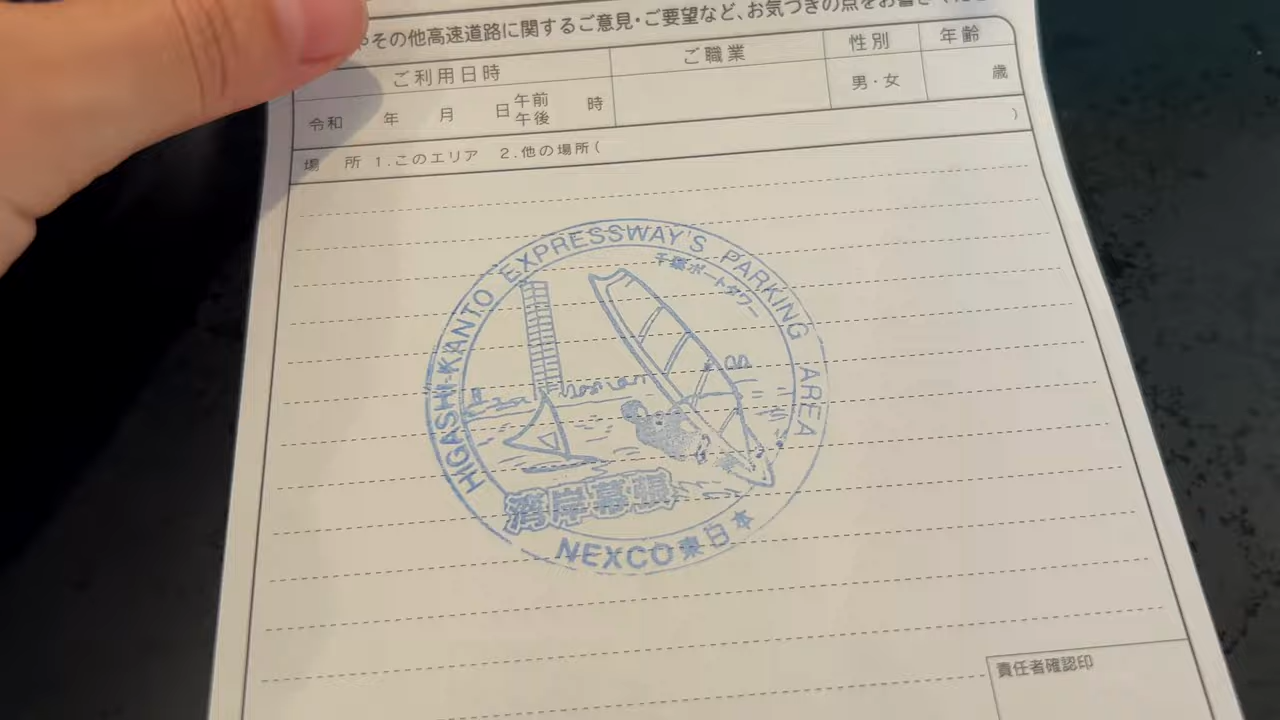 やその他高速道路に関するご意見・ご要望など、お気づきの点をお書きくださ
ご利用日時
ご職業
性別
年齢
令和 年 月 日 午前 午後 時
男・女
歳
場 所 1.このエリア 2.他の場所( )
HIGASHI-KANTO EXPRESSWAY'S PARKING AREA
千葉ポートタワー
湾岸幕張
NEXCO東日本
責任者確認印